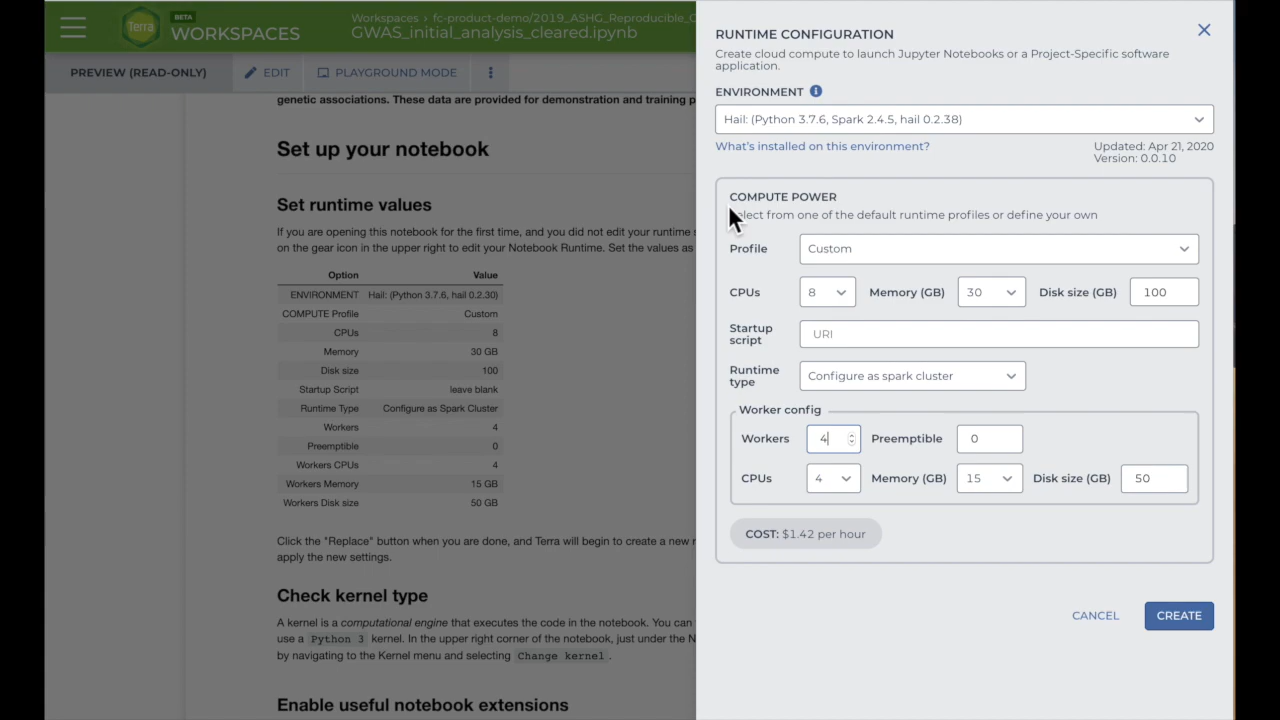 Terra
BETA
WORKSPACES
Workspaces › fc-product-demo/2019_ASHG_Reproducible_
GWAS_initial_analysis_cleared.ipynb
PREVIEW (READ-ONLY)
EDIT
PLAYGROUND MODE
genetic associations. These data are provided for demonstration and training
Set up your notebook
Set runtime values
If you are opening this notebook for the first time, and you did not edit your runtime
on the gear icon in the upper right to edit your Notebook Runtime. Set the values as
Option Value
ENVIRONMENT Hail: (Python 3.7.6, hail 0.2.30)
COMPUTE Profile Custom
CPUs 8
Memory 30 GB
Disk size 100
Startup Script leave blank
Runtime Type Configure as Spark Cluster
Workers 4
Preemptible 0
Workers CPUs 4
Workers Memory 15 GB
Workers Disk size 50 GB
Click the "Replace" button when you are done, and Terra will begin to create a new
apply the new settings.
Check kernel type
A kernel is a computational engine that executes the code in the notebook. You can
use a Python 3 kernel. In the upper right corner of the notebook, just under the
by navigating to the Kernel menu and selecting Change kernel .
Enable useful notebook extensions
RUNTIME CONFIGURATION
Create cloud compute to launch Jupyter Notebooks or a Project-Specific software
application.
ENVIRONMENT
Hail: (Python 3.7.6, Spark 2.4.5, hail 0.2.38)
What's installed on this environment?
Updated: Apr 21, 2020
Version: 0.0.10
COMPUTE POWER
from one of the default runtime profiles or define your own
Profile Custom
CPUs 8 Memory (GB) 30 Disk size (GB) 100
Startup
script
URI
Runtime
type
Configure as spark cluster
Worker config
Workers 4 Preemptible 0
CPUs 4 Memory (GB) 15 Disk size (GB) 50
COST: $1.42 per hour
CANCEL
CREATE